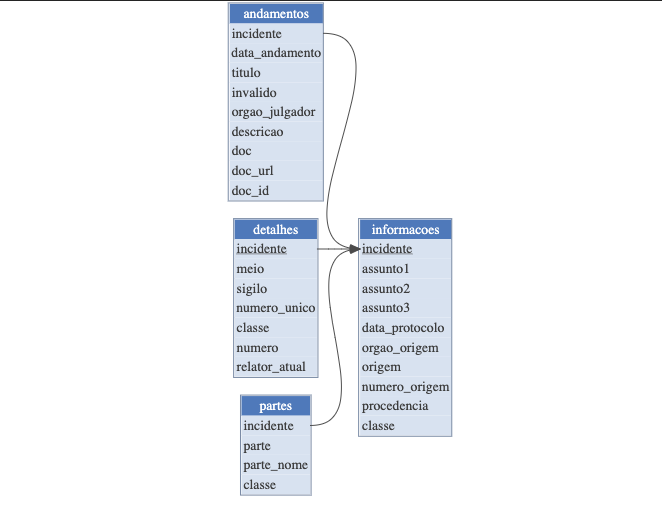 andamentos
incidente
data_andamento
titulo
invalido
orgao_julgador
descricao
doc
doc_url
doc_id
detalhes
incidente
meio
sigilo
numero_unico
classe
numero
relator_atual
informacoes
incidente
assunto1
assunto2
assunto3
data_protocolo
orgao_origem
origem
numero_origem
procedencia
classe
partes
incidente
parte
parte_nome
classe